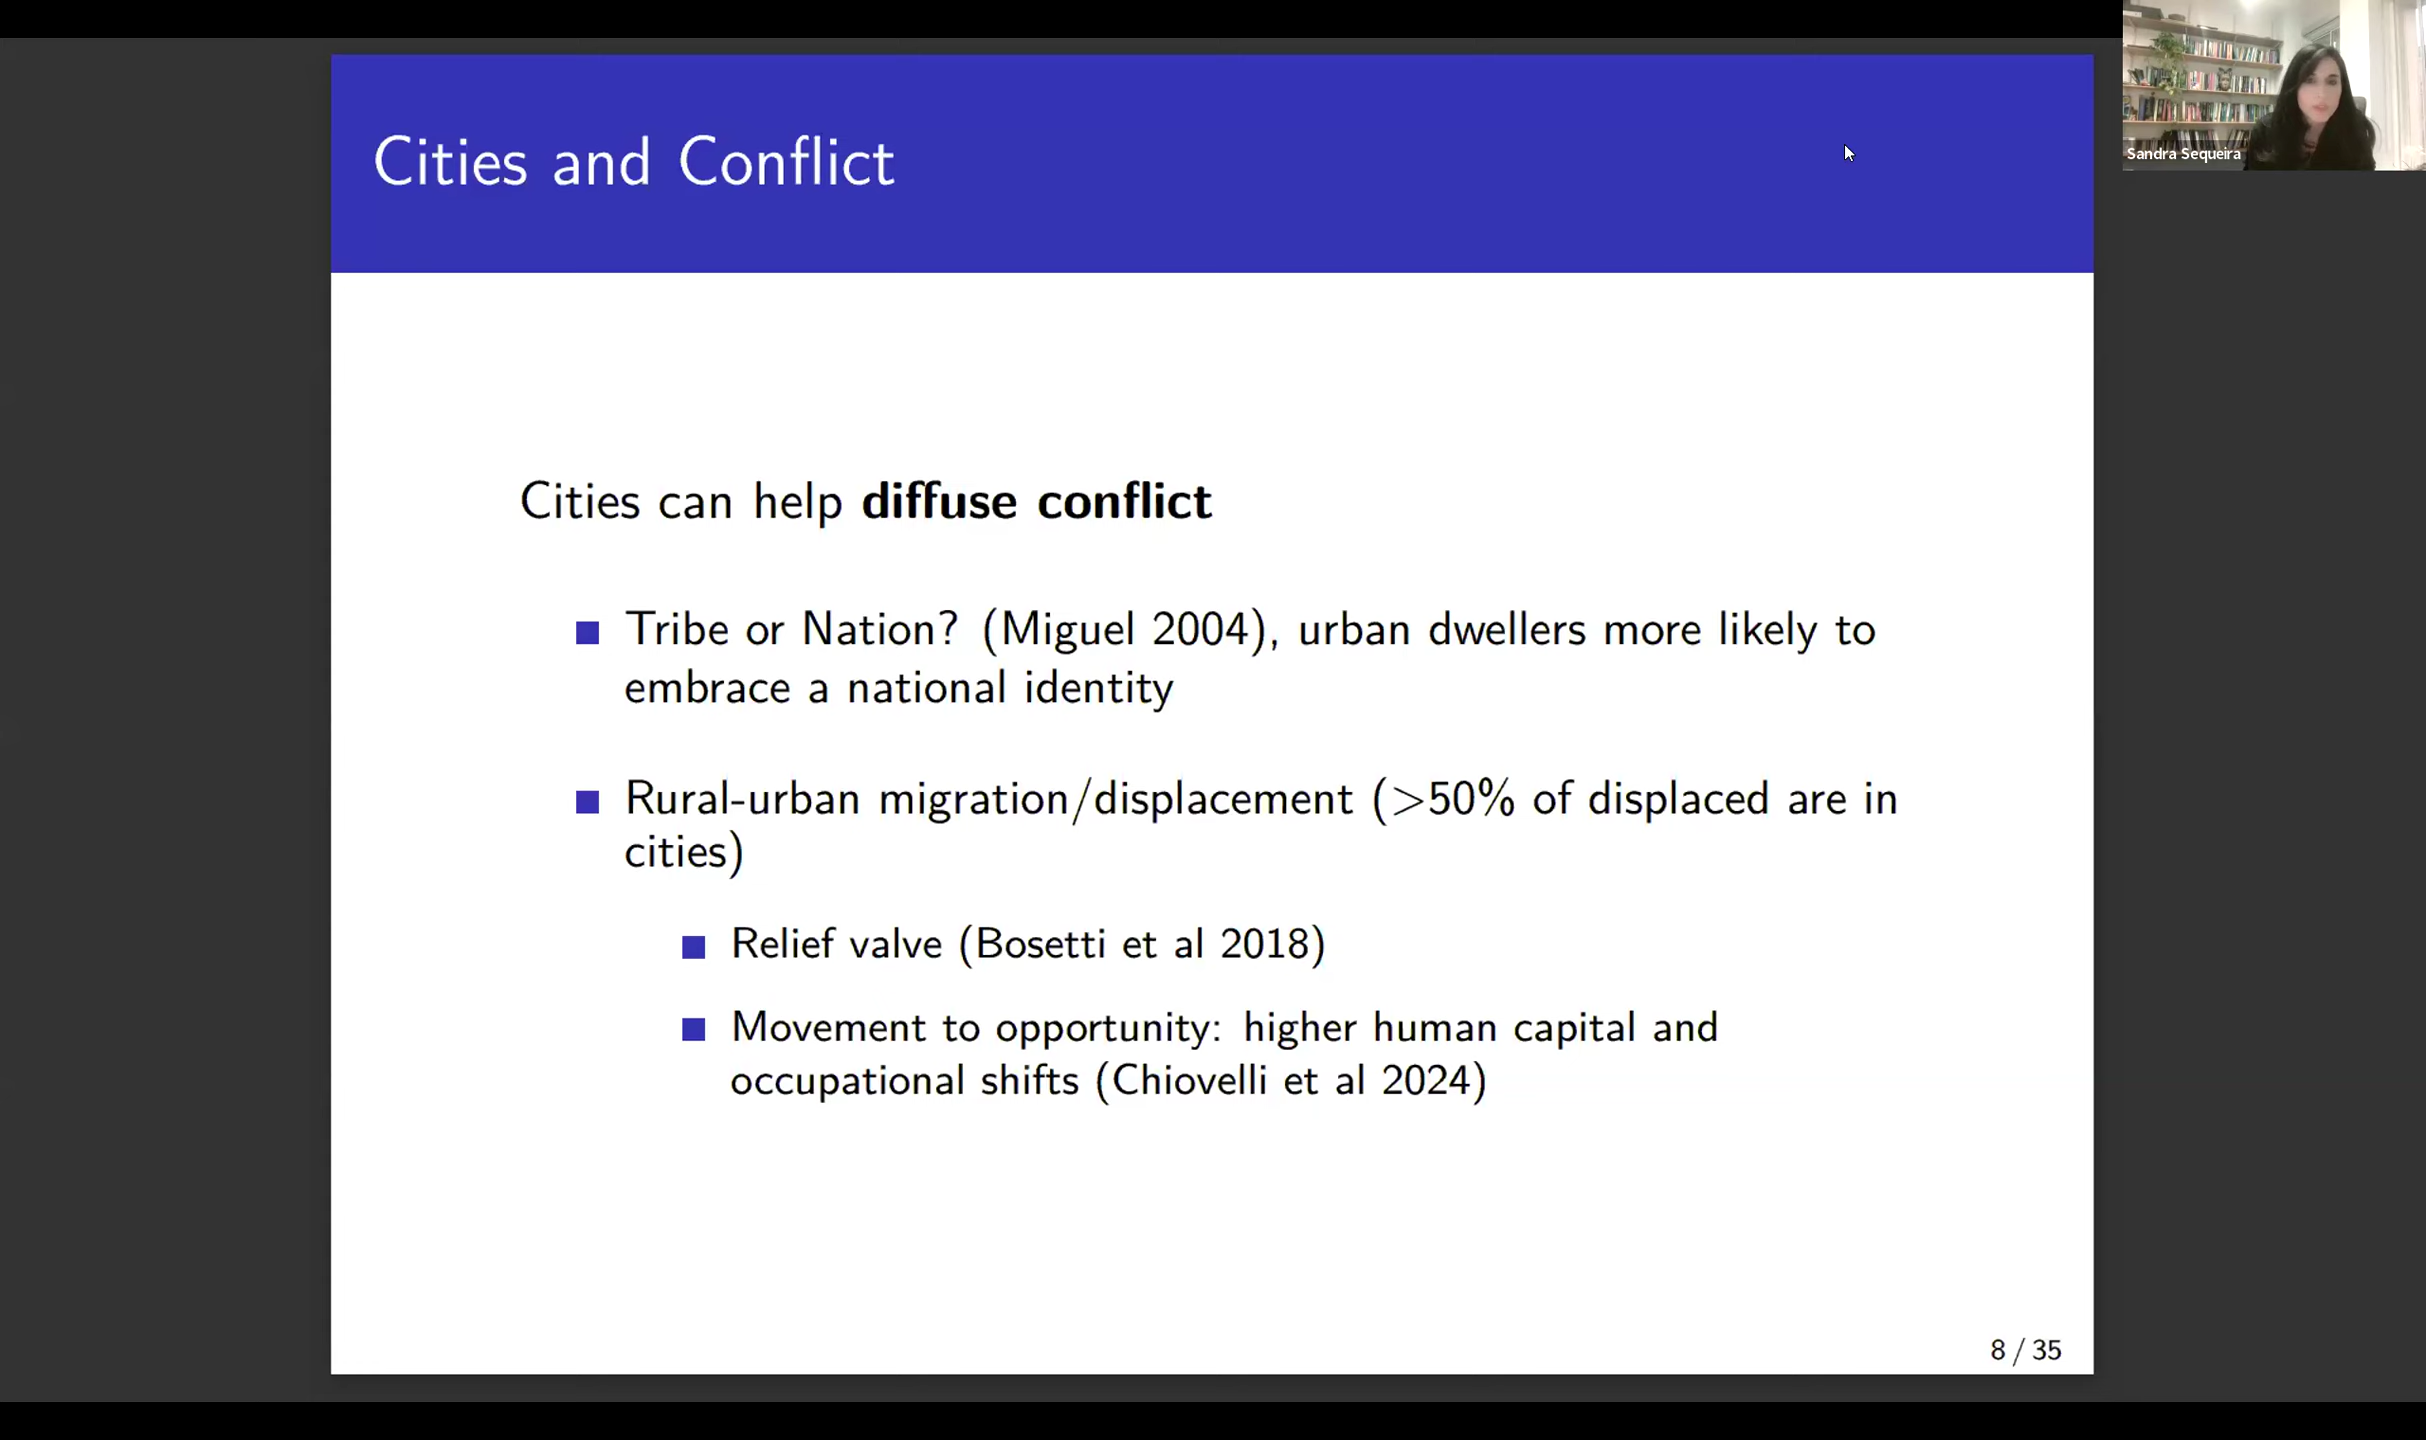 Cities and Conflict
Sandra Sequeira
Cities can help diffuse conflict
Tribe or Nation? (Miguel 2004), urban dwellers more likely to
embrace a national identity
Rural-urban migration/displacement (>50% of displaced are in
cities)
Relief valve (Bosetti et al 2018)
Movement to opportunity: higher human capital and
occupational shifts (Chiovelli et al 2024)
8 / 35